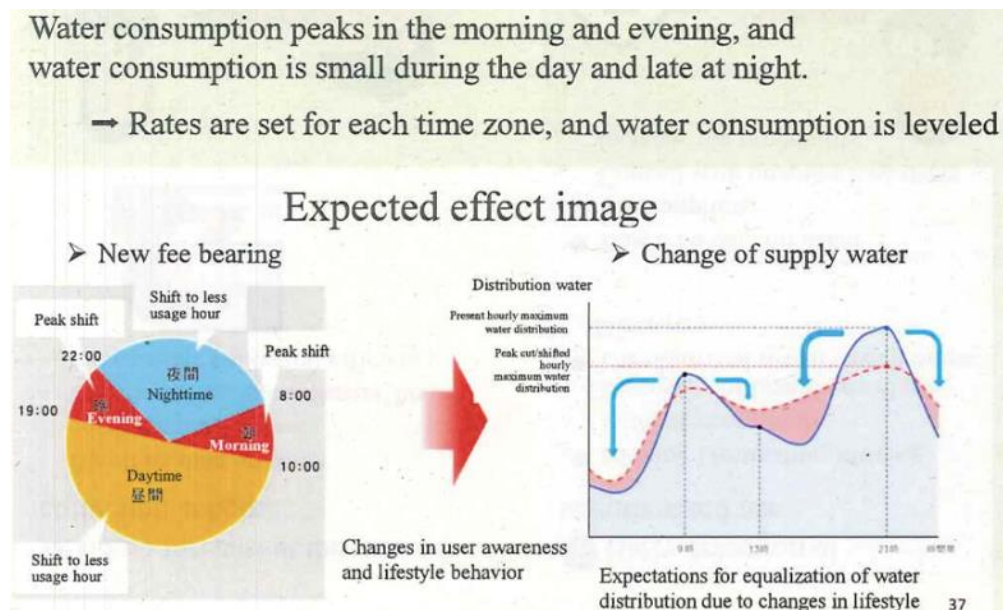 Water consumption peaks in the morning and evening, and
water consumption is small during the day and late at night.
→ Rates are set for each time zone, and water consumption is leveled
Expected effect image
➢ New fee bearing
Shift to less
usage hour
Peak shift
22:00
夜間
Nighttime
Peak shift
8:00
19:00
Evening
Morning
10:00
Daytime
昼間
Shift to less
usage hour
Changes in user awareness
and lifestyle behavior
➢ Change of supply water
Distribution water
Present hourly maximum
water distribution
Peak cut/shifted
hourly
maximum water
distribution
Expectations for equalization of water
distribution due to changes in lifestyle
37